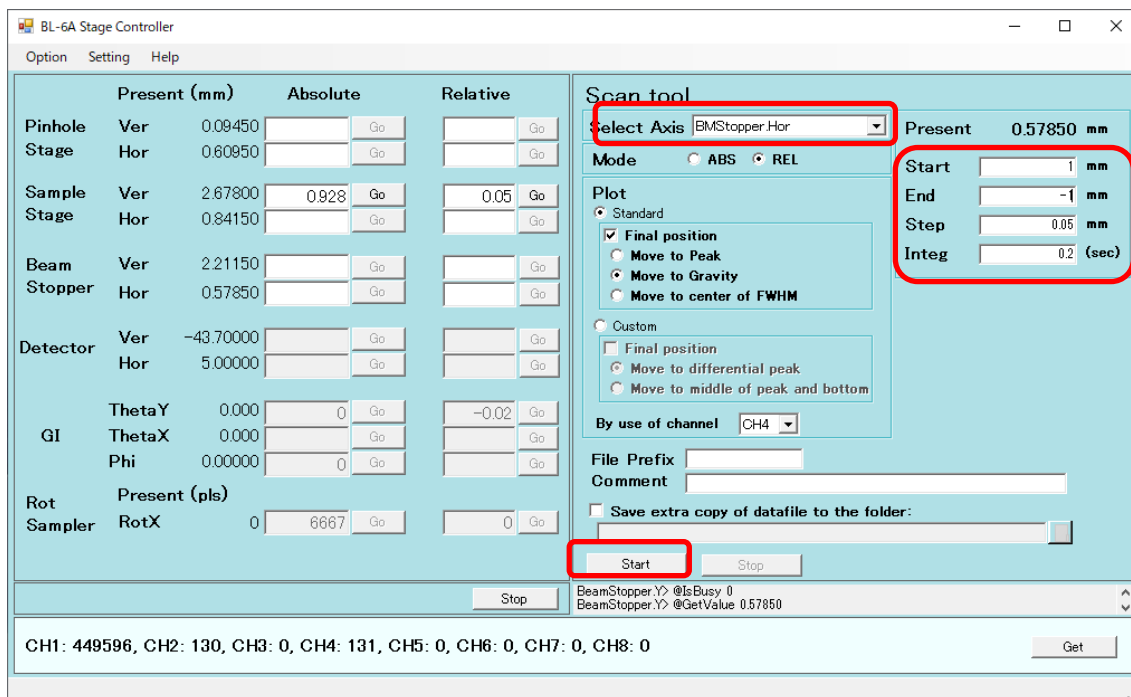 BL-6A Stage Controller
Option Setting Help
Present (mm) Absolute Relative
Pinhole Stage
Ver 0.09450 Go Go
Hor 0.60950 Go Go
Sample Stage
Ver 2.67800 0.928 Go 0.05 Go
Hor 0.84150 Go Go
Beam Stopper
Ver 2.21150 Go Go
Hor 0.57850 Go Go
Detector
Ver -43.70000 Go Go
Hor 5.00000 Go Go
GI
ThetaY 0.000 0 Go -0.02 Go
ThetaX 0.000 Go Go
Phi 0.00000 0 Go Go
Rot Sampler
Present (pls)
RotX 0 6667 Go 0 Go
Stop
Scan tool
Select Axis BMStopper.Hor
Mode ABS REL
Plot
Standard
Final position
Move to Peak
Move to Gravity
Move to center of FWHM
Custom
Final position
Move to differential peak
Move to middle of peak and bottom
By use of channel CH4
Present 0.57850 mm
Start 1 mm
End -1 mm
Step 0.05 mm
Integ 0.2 (sec)
File Prefix
Comment
Save extra copy of datafile to the folder:
Start Stop
BeamStopper.Y> @IsBusy 0
BeamStopper.Y> @GetValue 0.57850
CH1: 449596, CH2: 130, CH3: 0, CH4: 131, CH5: 0, CH6: 0, CH7: 0, CH8: 0
Get